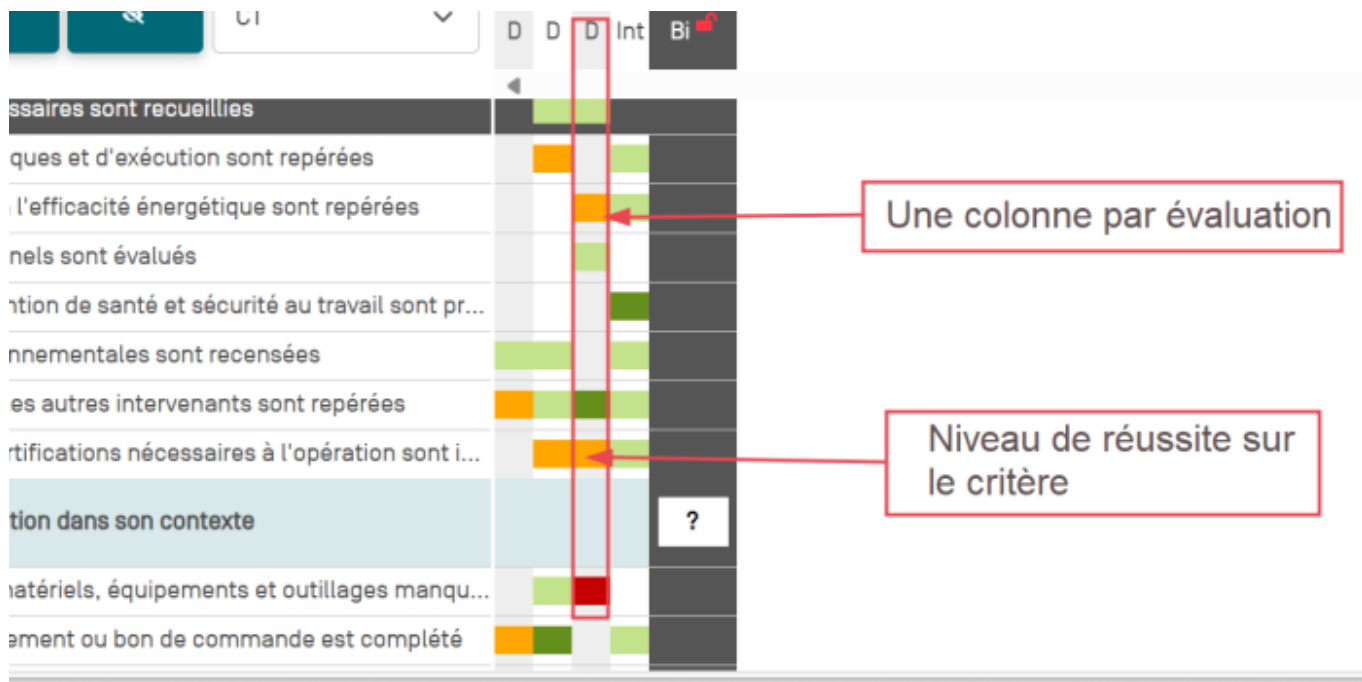 C1
D D D Int Bi
ssaires sont recueillies
ques et d'exécution sont repérées
l'efficacité énergétique sont repérées
Une colonne par évaluation
nels sont évalués
ntion de santé et sécurité au travail sont pr...
nnementales sont recensées
es autres intervenants sont repérées
rtifications nécessaires à l'opération sont i...
Niveau de réussite sur
le critère
tion dans son contexte
?
matériels, équipements et outillages manqu...
ement ou bon de commande est complété